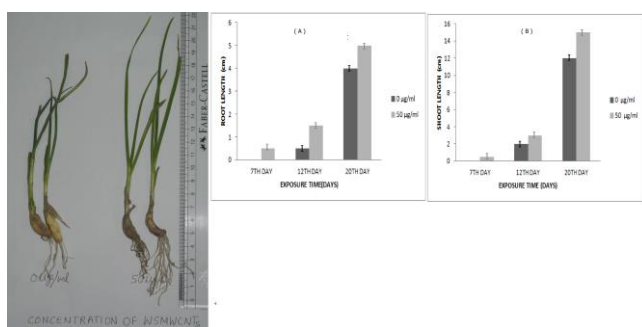 FABER-CASTELL
0 µg/ml
CONCENTRATION OF WSMWCNTs
( A )
ROOT LENGTH (cm)
6
5
4
3
2
1
0
7TH DAY
12TH DAY
20TH DAY
EXPOSURE TIME(DAYS)
0 µg/ml
50 µg/ml
( B )
SHOOT LENGTH (cm)
16
14
12
10
8
6
4
2
0
7TH DAY
12TH DAY
20TH DAY
EXPOSURE TIME (DAYS)
0 µg/ml
50 µg/ml